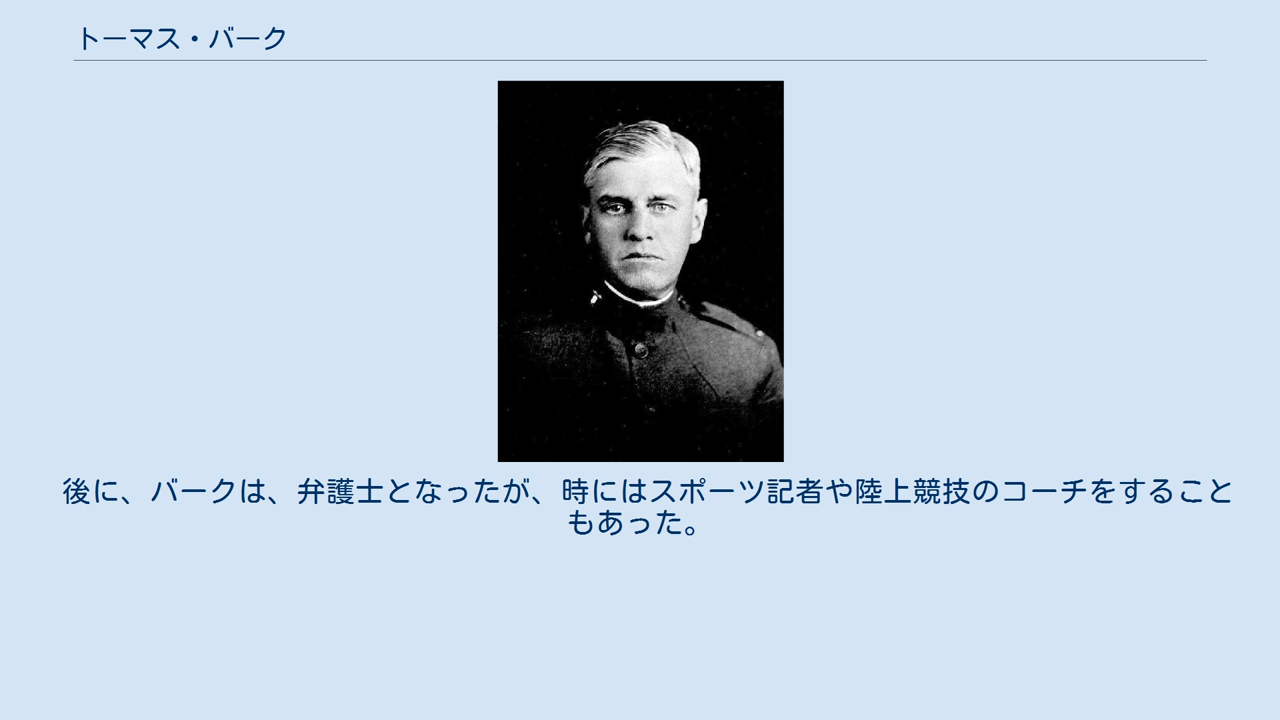 トーマス・バーク
後に、バークは、弁護士となったが、時にはスポーツ記者や陸上競技のコーチをすること
もあった。